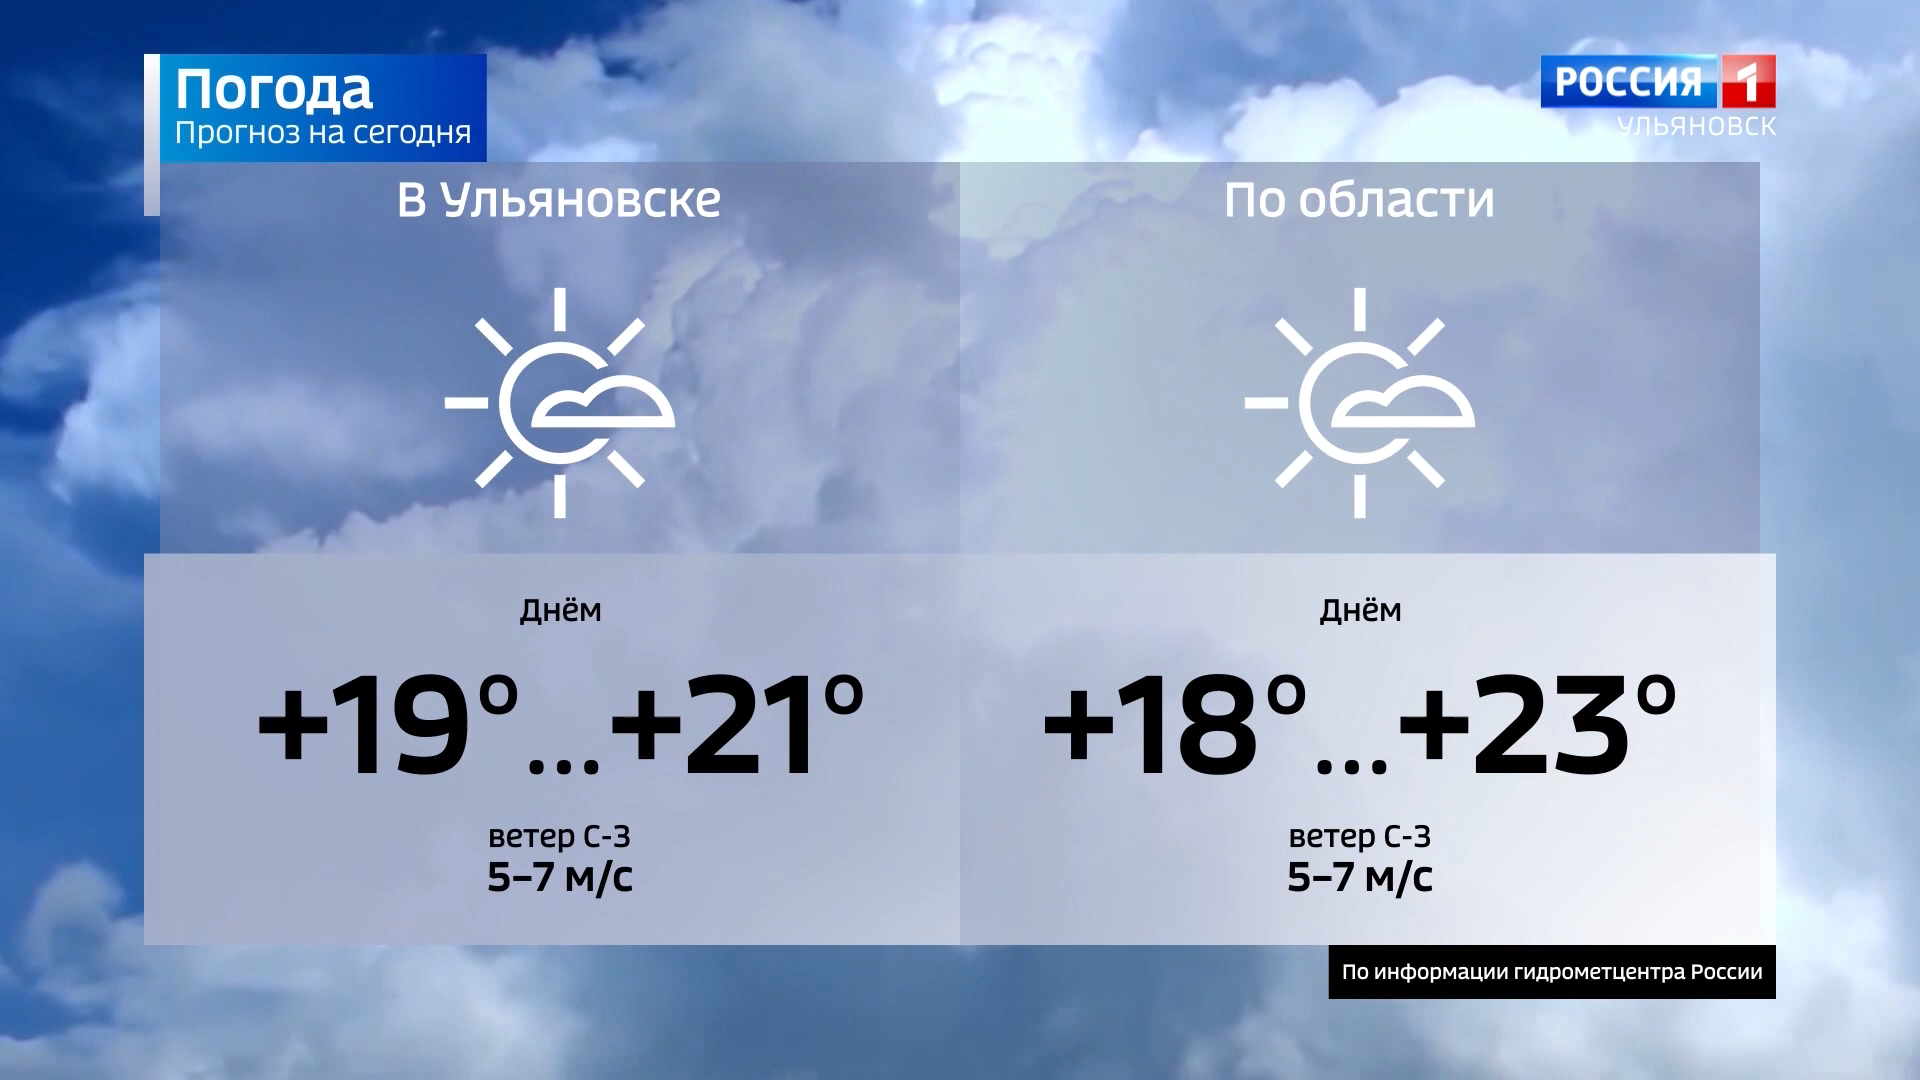 Погода
Прогноз на сегодня
РОССИЯ 1
УЛЬЯНОВСК
В Ульяновске
По области
Днём
+19°...+21°
ветер С-З
5–7 м/с
Днём
+18°...+23°
ветер С-З
5–7 м/с
По информации гидрометцентра России